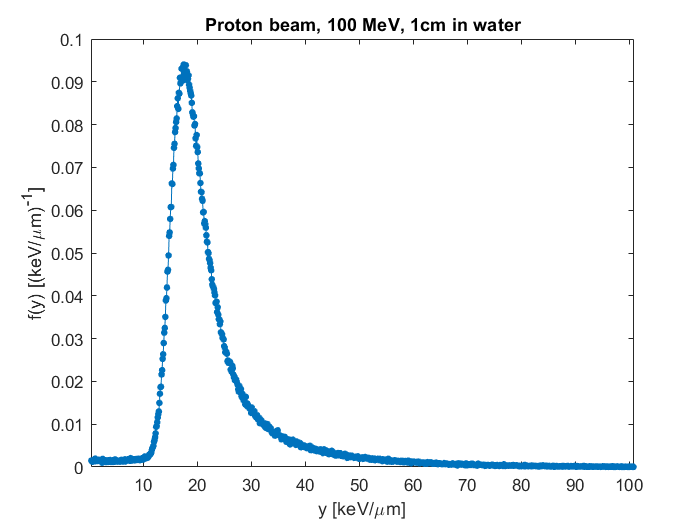 Proton beam, 100 MeV, 1cm in water
0.1
0.09
0.08
0.07
0.06
0.05
0.04
0.03
0.02
0.01
0
f(y) [(keV/μm)⁻¹]
10 20 30 40 50 60 70 80 90 100
y [keV/μm]